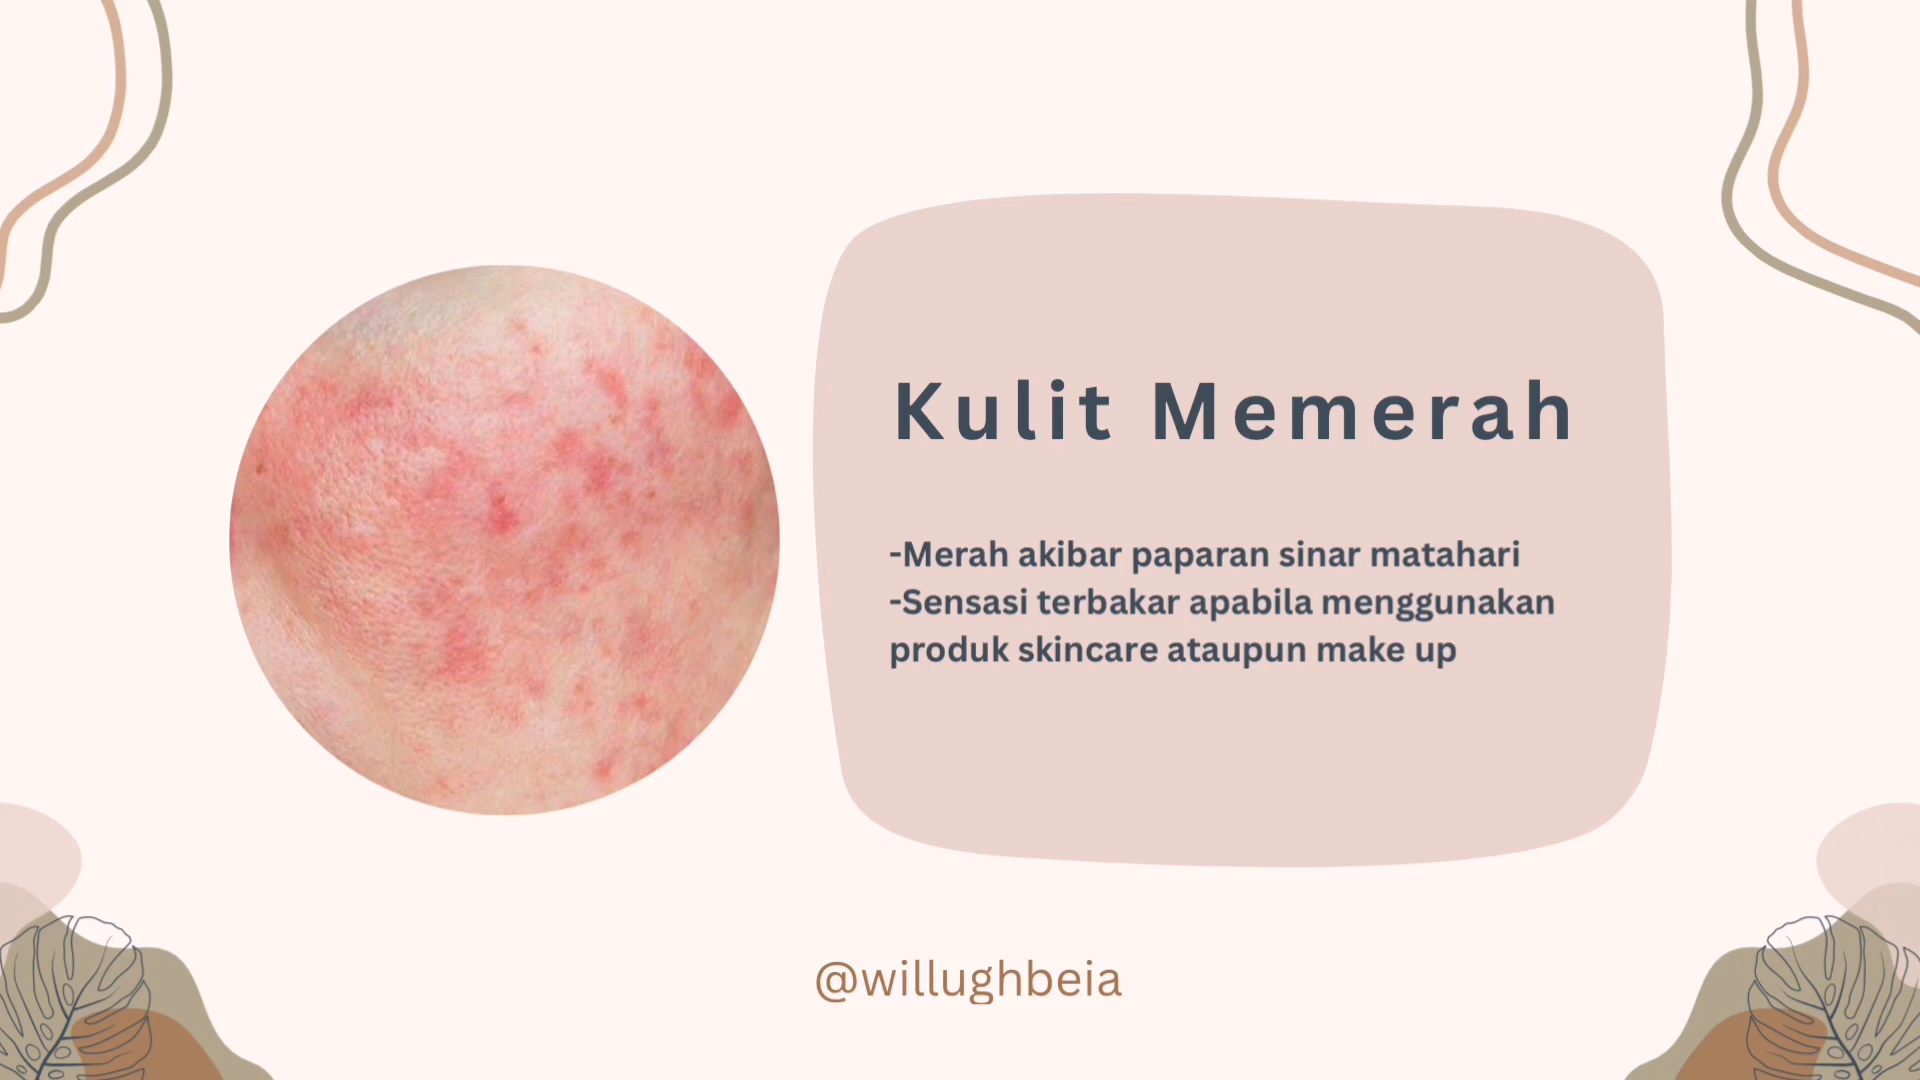 Kulit Memerah
-Merah akibar paparan sinar matahari
-Sensasi terbakar apabila menggunakan
produk skincare ataupun make up
@willughbeia